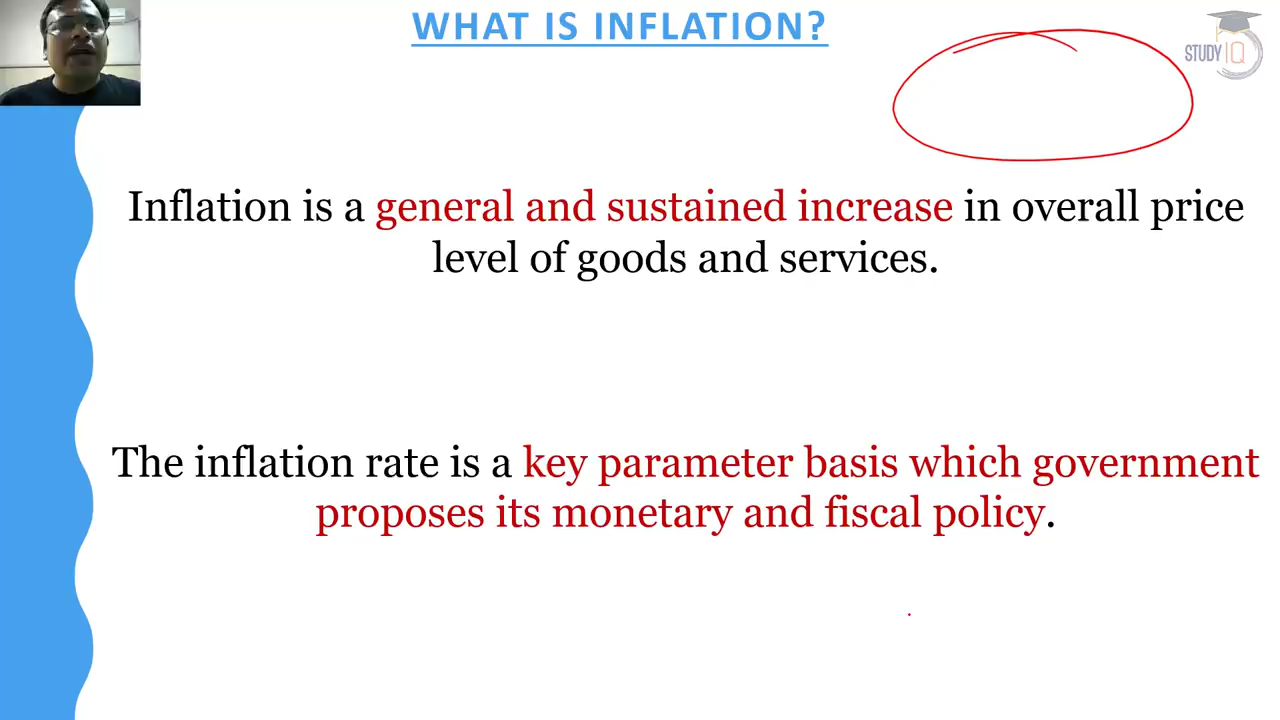 WHAT IS INFLATION?
STUDY IQ
Inflation is a general and sustained increase in overall price
level of goods and services.
The inflation rate is a key parameter basis which government
proposes its monetary and fiscal policy.